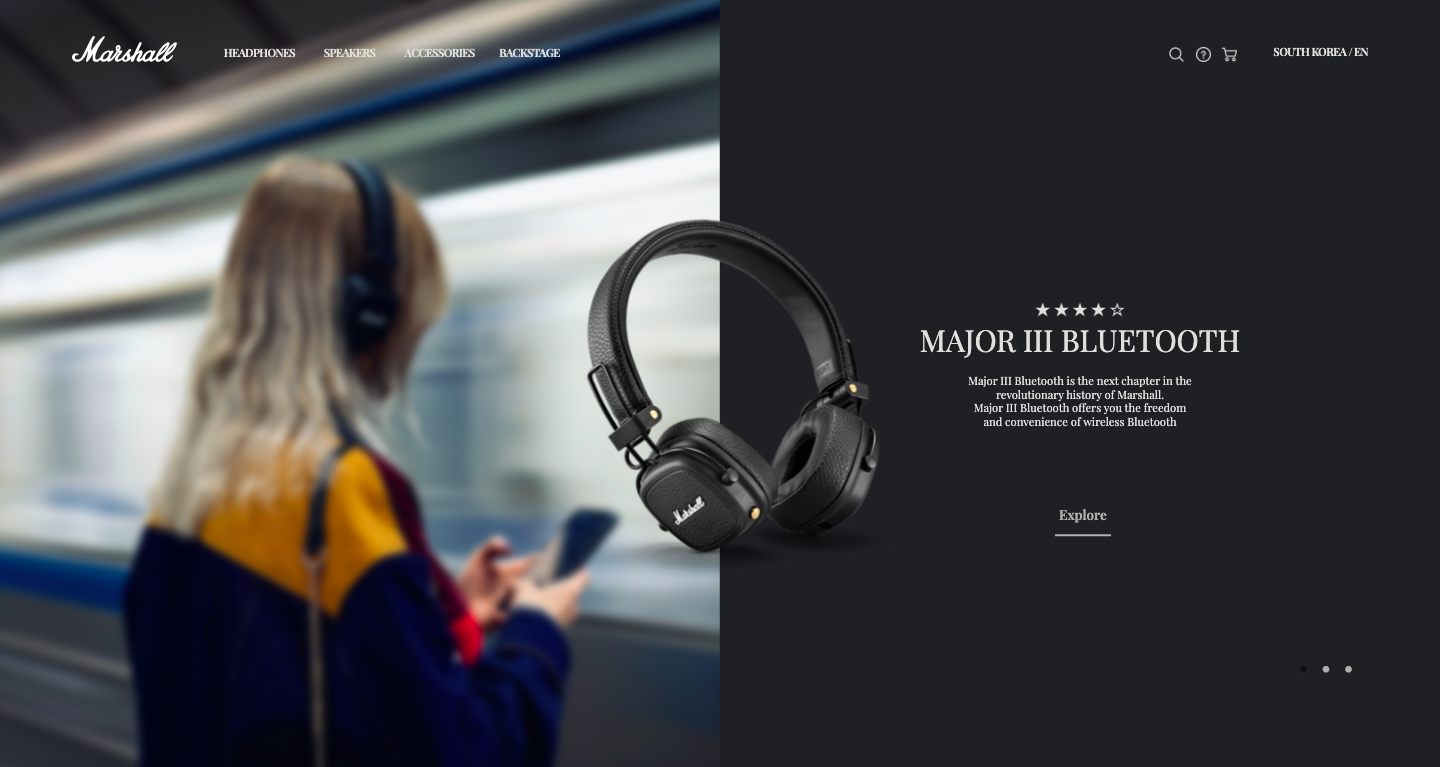 Marshall
HEADPHONES SPEAKERS ACCESSORIES BACKSTAGE
SOUTH KOREA / EN
MAJOR III BLUETOOTH
Major III Bluetooth is the next chapter in the
revolutionary history of Marshall.
Major III Bluetooth offers you the freedom
and convenience of wireless Bluetooth
Marshall
Explore